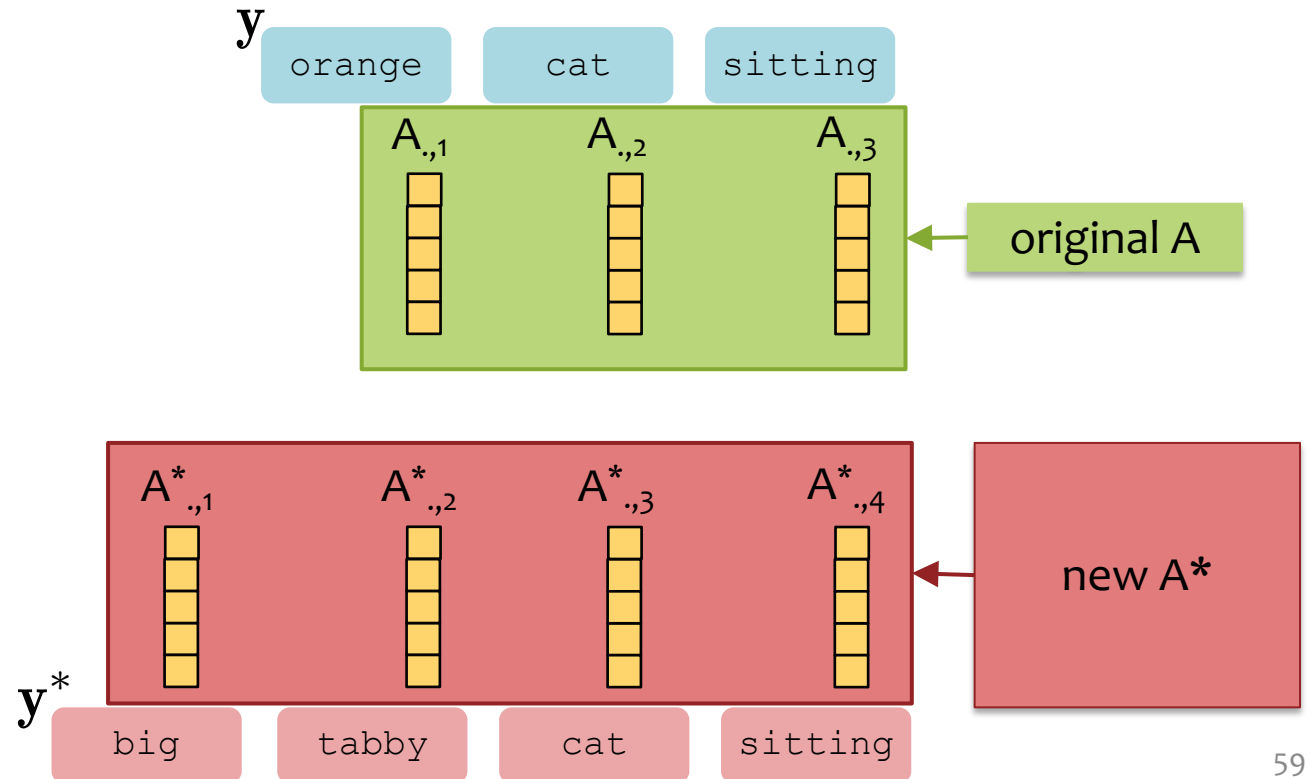 y
orange cat sitting
A.,1 A.,2 A.,3
original A
A*.,1 A*.,2 A*.,3 A*.,4
new A*
y*
big tabby cat sitting
59